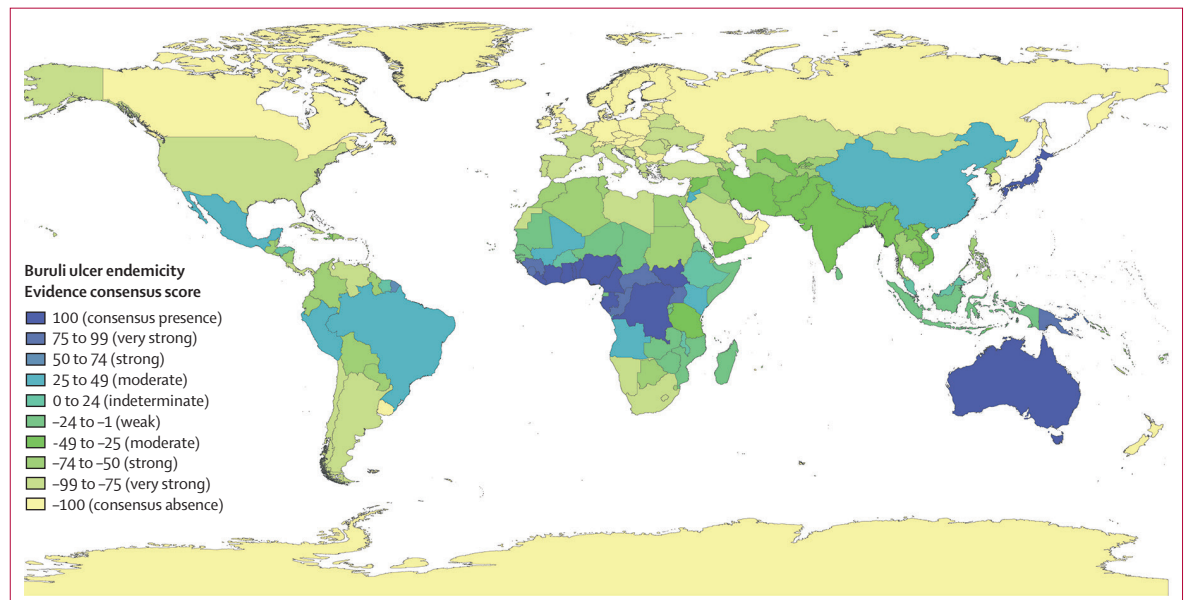 Buruli ulcer endemicity
Evidence consensus score
100 (consensus presence)
75 to 99 (very strong)
50 to 74 (strong)
25 to 49 (moderate)
0 to 24 (indeterminate)
–24 to –1 (weak)
-49 to –25 (moderate)
–74 to –50 (strong)
–99 to –75 (very strong)
–100 (consensus absence)